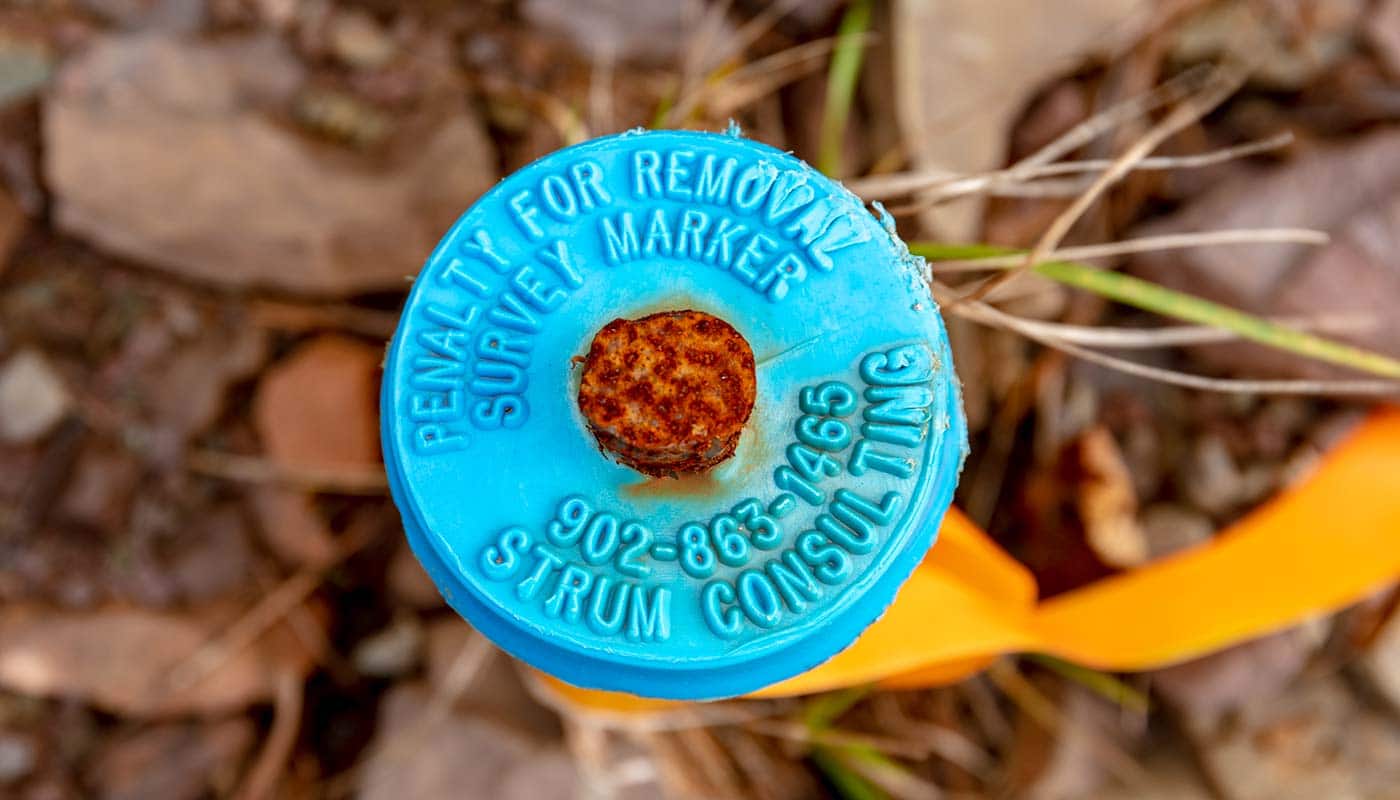 PENALTY FOR REMOVAL
SURVEY MARKER
902-863-1465
STRUM CONSULTING